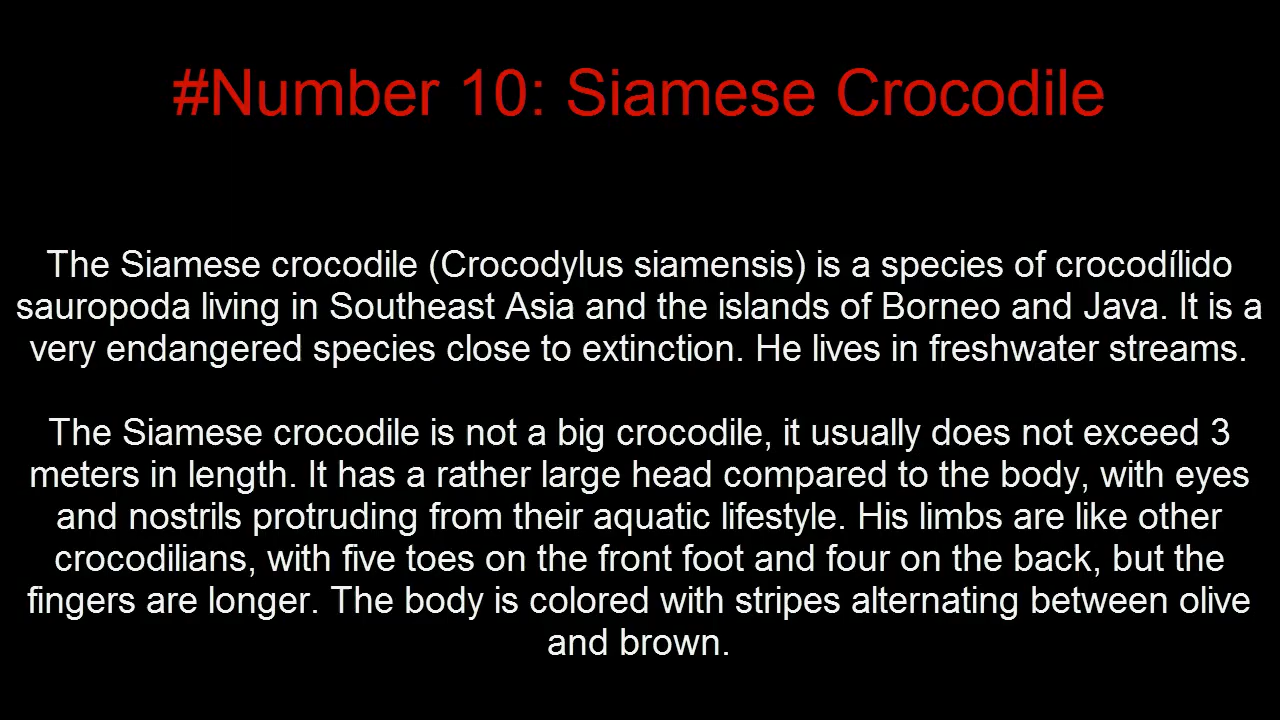 #Number 10: Siamese Crocodile
The Siamese crocodile (Crocodylus siamensis) is a species of crocodílido
sauropoda living in Southeast Asia and the islands of Borneo and Java. It is a
very endangered species close to extinction. He lives in freshwater streams.
The Siamese crocodile is not a big crocodile, it usually does not exceed 3
meters in length. It has a rather large head compared to the body, with eyes
and nostrils protruding from their aquatic lifestyle. His limbs are like other
crocodilians, with five toes on the front foot and four on the back, but the
fingers are longer. The body is colored with stripes alternating between olive
and brown.